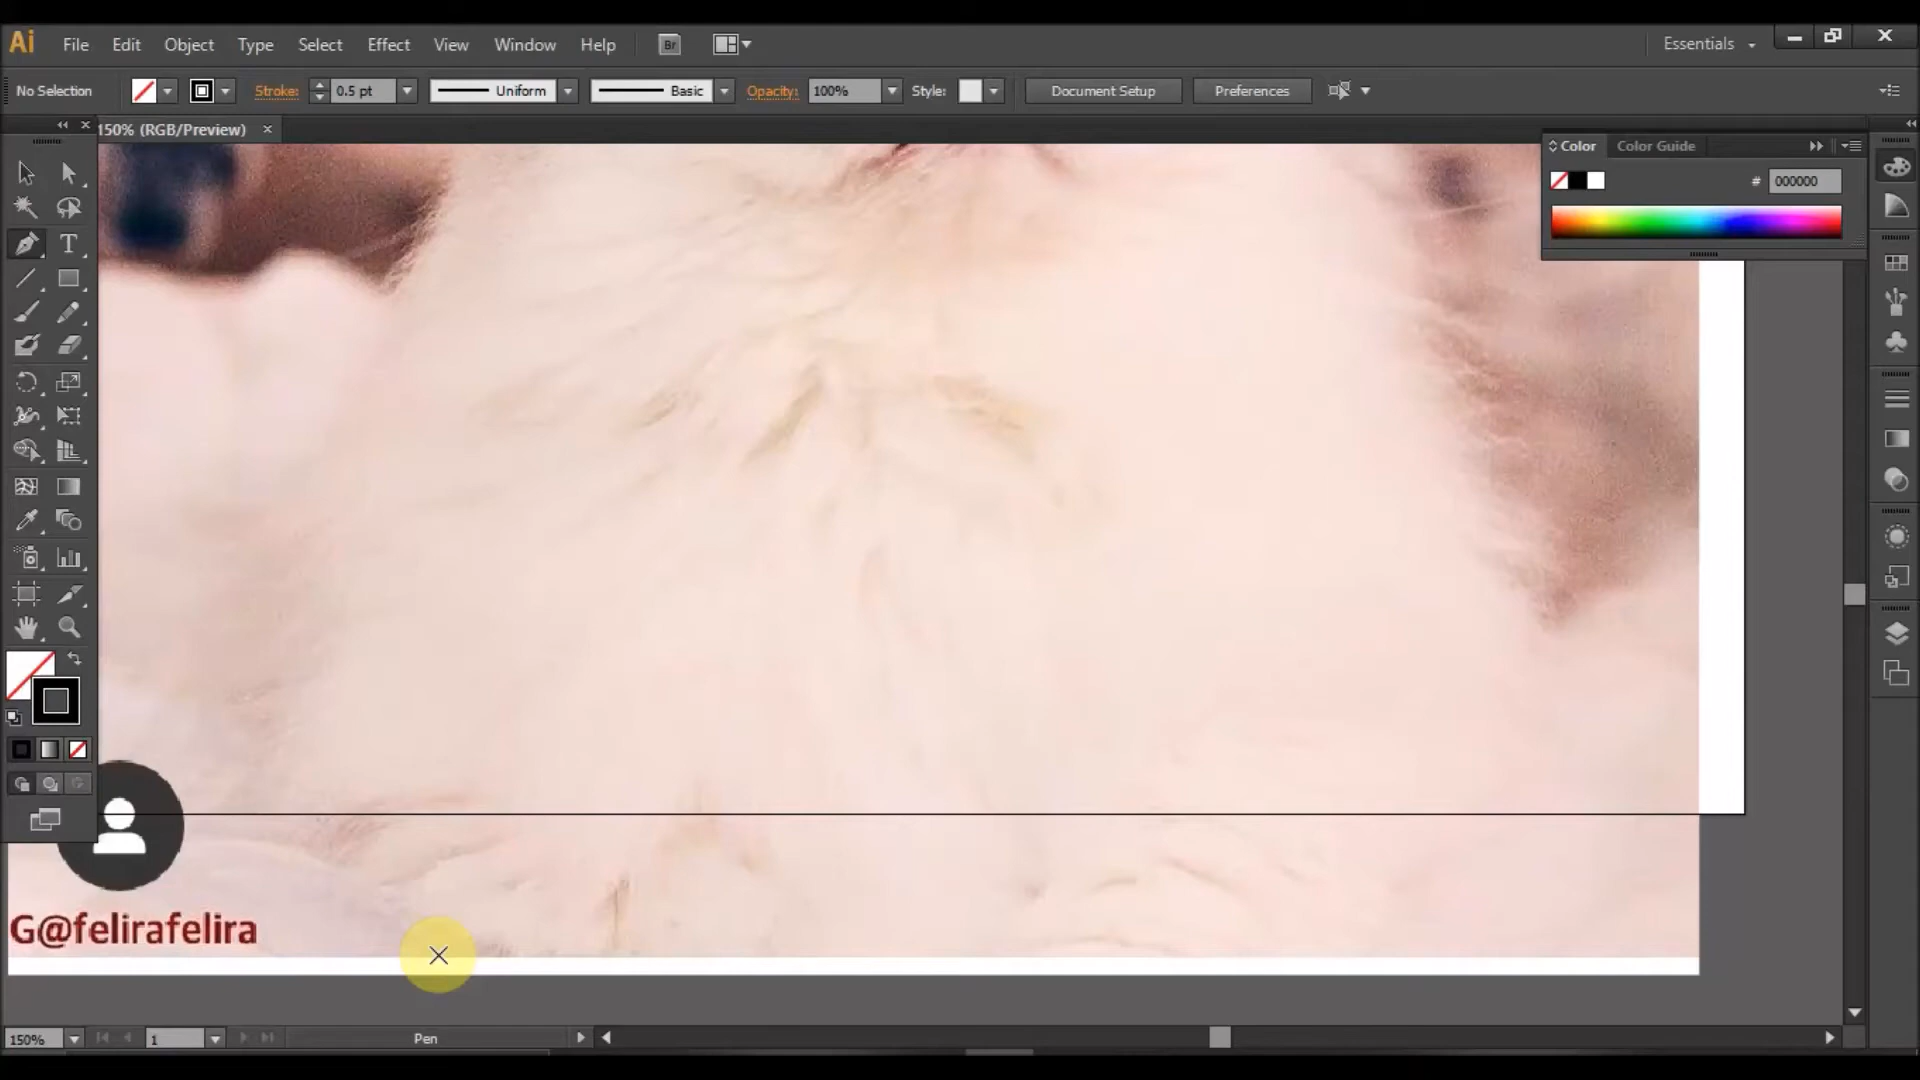 Ai File Edit Object Type Select Effect View Window Help Br Essentials
No Selection Stroke: 0.5 pt Uniform Basic Opacity: 100% Style: Document Setup Preferences
150% (RGB/Preview) ×
Color Color Guide
# 000000
T
G@felirafelira
150% 1 Pen